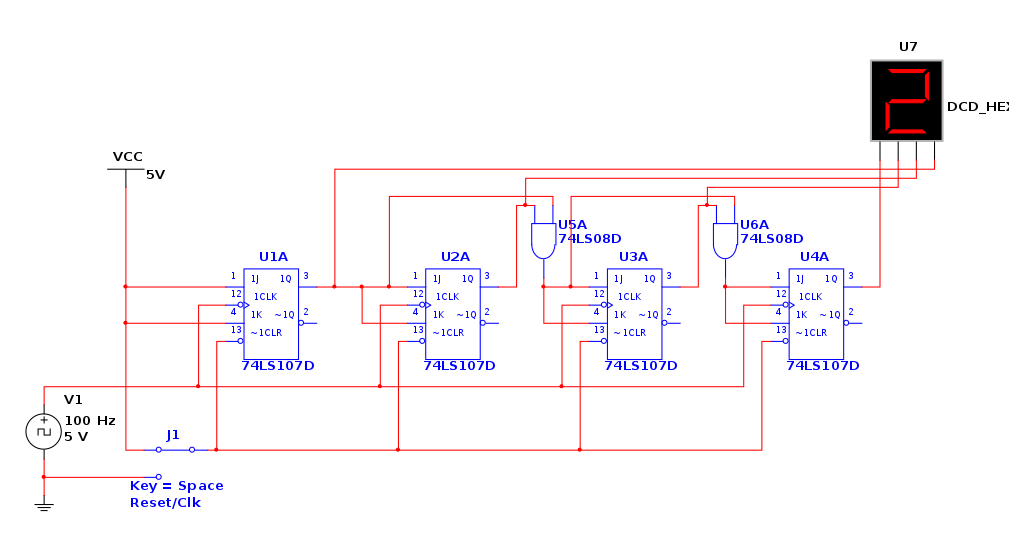 U7
2
DCD_HEX
VCC
5V
U5A
74LS08D
U6A
74LS08D
U1A
U2A
U3A
U4A
1 1J 1Q 3
12 1CLK
4 1K ~1Q 2
13 ~1CLR
74LS107D
1 1J 1Q 3
12 1CLK
4 1K ~1Q 2
13 ~1CLR
74LS107D
1 1J 1Q 3
12 1CLK
4 1K ~1Q 2
13 ~1CLR
74LS107D
1 1J 1Q 3
12 1CLK
4 1K ~1Q 2
13 ~1CLR
74LS107D
V1
100 Hz
5 V
J1
Key = Space
Reset/Clk